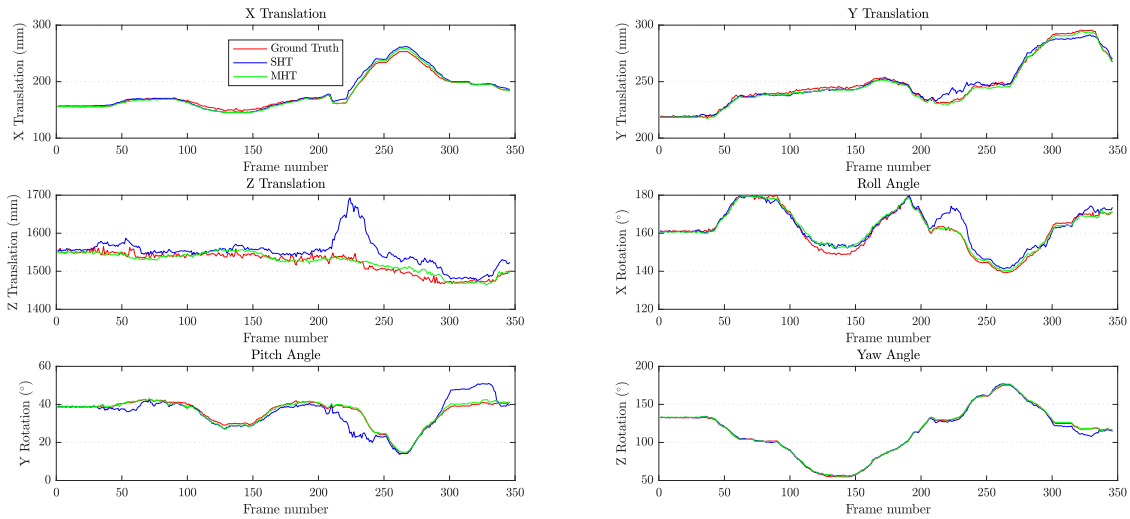 X Translation
X Translation (mm)
300
200
100
Ground Truth
SHT
MHT
0 50 100 150 200 250 300 350
Frame number
Y Translation
Y Translation (mm)
300
250
200
0 50 100 150 200 250 300 350
Frame number
Z Translation
Z Translation (mm)
1700
1600
1500
1400
0 50 100 150 200 250 300 350
Frame number
Roll Angle
X Rotation (°)
180
160
140
120
0 50 100 150 200 250 300 350
Frame number
Pitch Angle
Y Rotation (°)
60
40
20
0
0 50 100 150 200 250 300 350
Frame number
Yaw Angle
Z Rotation (°)
200
150
100
50
0 50 100 150 200 250 300 350
Frame number